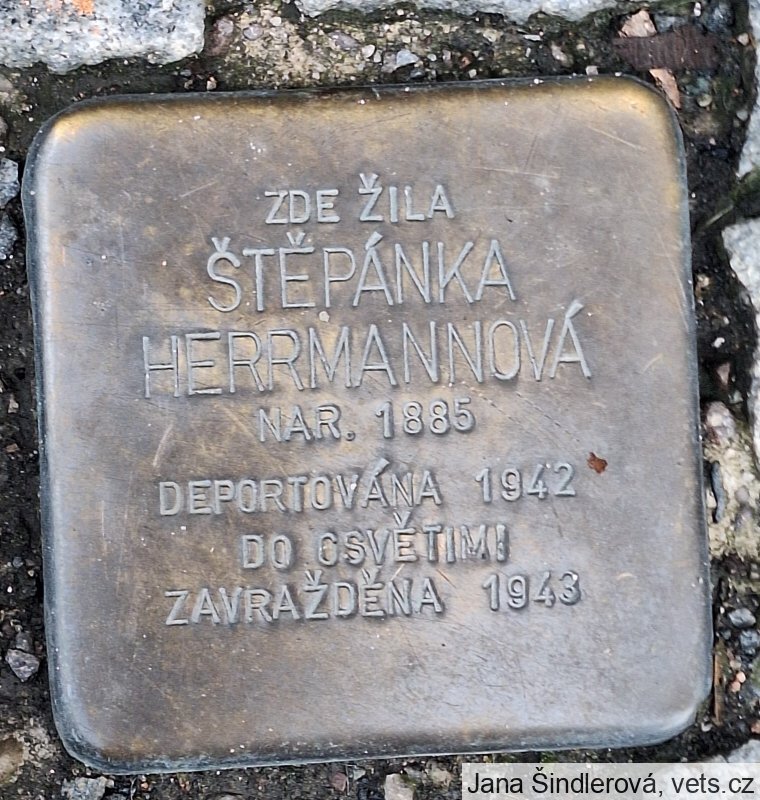 ZDE ŽILA
ŠTĚPÁNKA
HERRMANNOVÁ
NAR. 1885
DEPORTOVÁNA 1942
DO OSVĚTIMI
ZAVRAŽDĚNA 1943
Jana Šindlerová, vets.cz